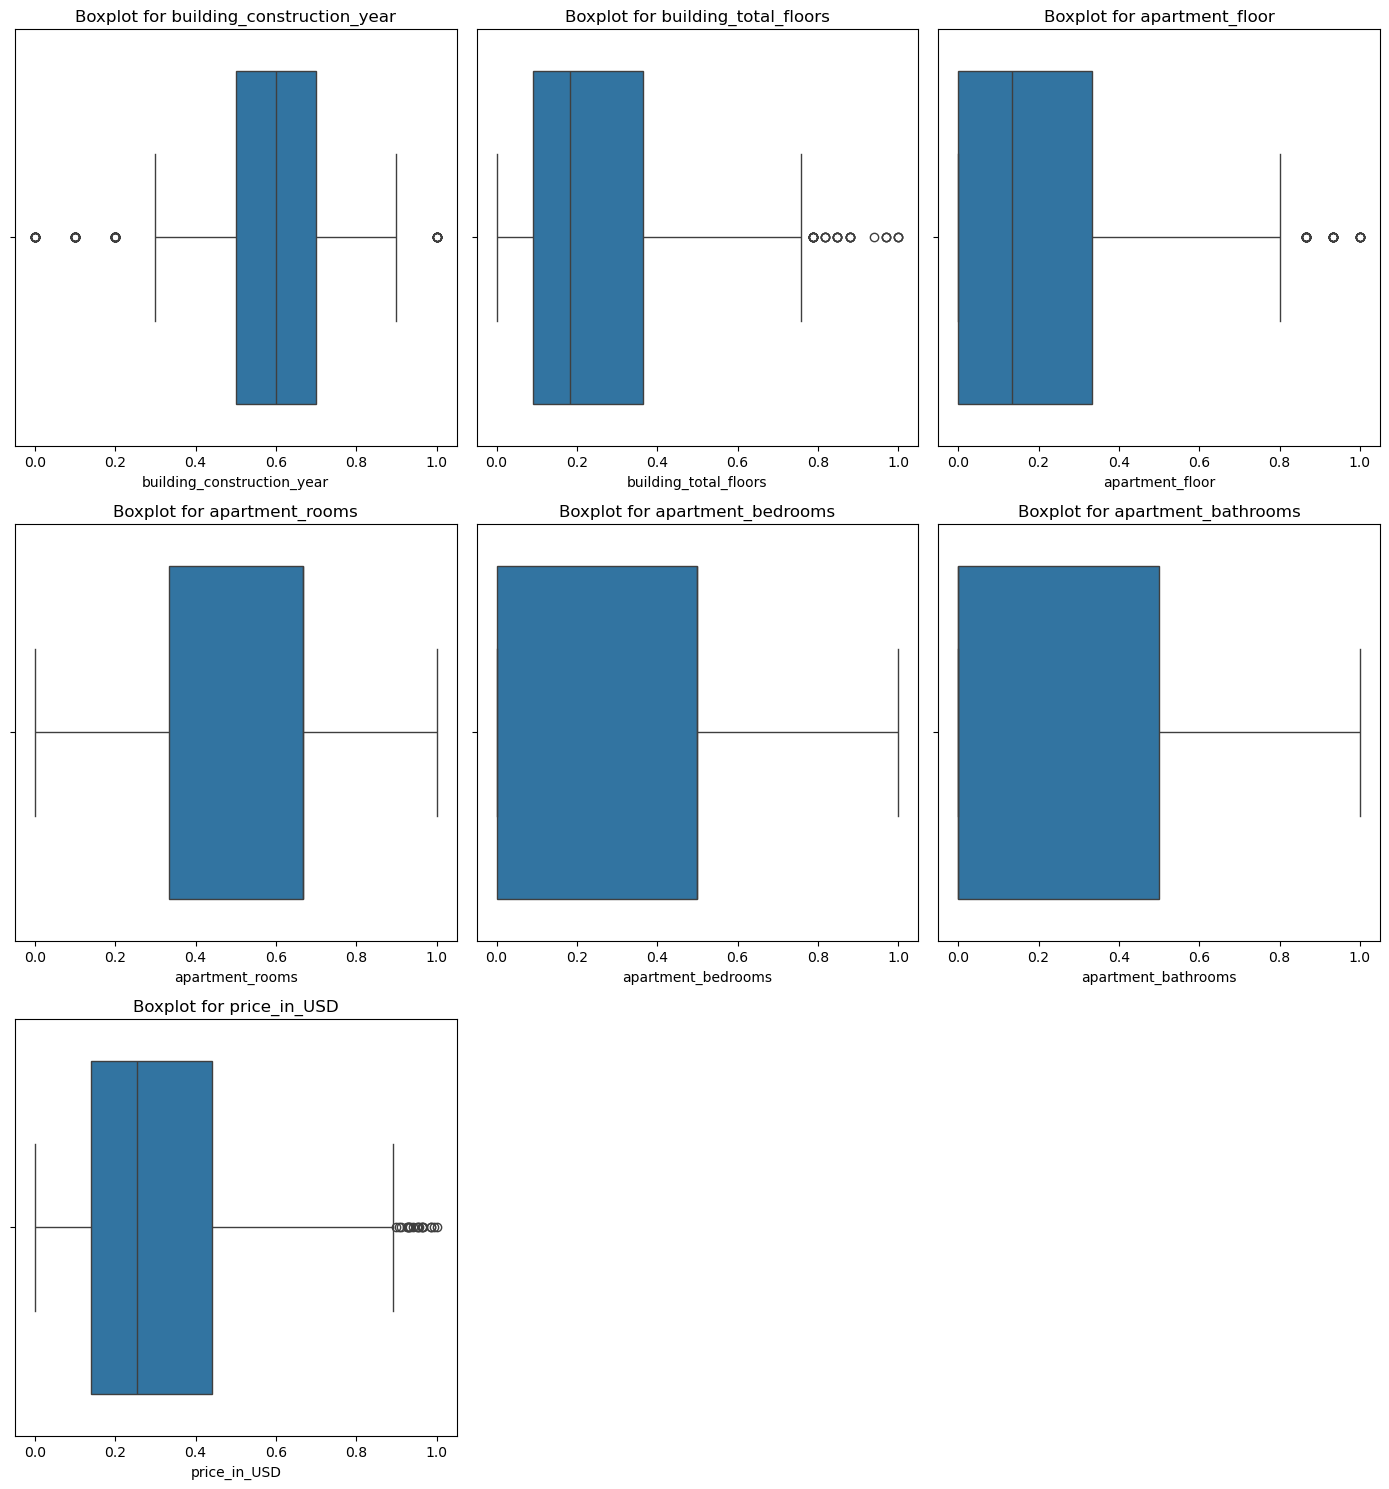 Boxplot for building_construction_year
Boxplot for building_total_floors
Boxplot for apartment_floor
0.0 0.2 0.4 0.6 0.8 1.0
0.0 0.2 0.4 0.6 0.8 1.0
0.0 0.2 0.4 0.6 0.8 1.0
building_construction_year
building_total_floors
apartment_floor
Boxplot for apartment_rooms
Boxplot for apartment_bedrooms
Boxplot for apartment_bathrooms
0.0 0.2 0.4 0.6 0.8 1.0
0.0 0.2 0.4 0.6 0.8 1.0
0.0 0.2 0.4 0.6 0.8 1.0
apartment_rooms
apartment_bedrooms
apartment_bathrooms
Boxplot for price_in_USD
0.0 0.2 0.4 0.6 0.8 1.0
price_in_USD